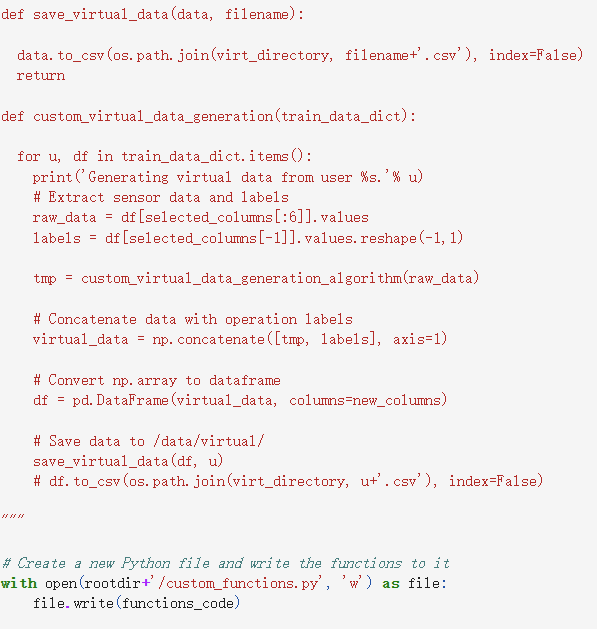 def save_virtual_data(data, filename):
  data.to_csv(os.path.join(virt_directory, filename+'.csv'), index=False)
  return
def custom_virtual_data_generation(train_data_dict):
  for u, df in train_data_dict.items():
    print('Generating virtual data from user %s.'% u)
    # Extract sensor data and labels
    raw_data = df[selected_columns[:6]].values
    labels = df[selected_columns[-1]].values.reshape(-1,1)
    tmp = custom_virtual_data_generation_algorithm(raw_data)
    # Concatenate data with operation labels
    virtual_data = np.concatenate([tmp, labels], axis=1)
    # Convert np.array to dataframe
    df = pd.DataFrame(virtual_data, columns=new_columns)
    # Save data to /data/virtual/
    save_virtual_data(df, u)
    # df.to_csv(os.path.join(virt_directory, u+'.csv'), index=False)
"""
# Create a new Python file and write the functions to it
with open(rootdir+'/custom_functions.py', 'w') as file:
    file.write(functions_code)